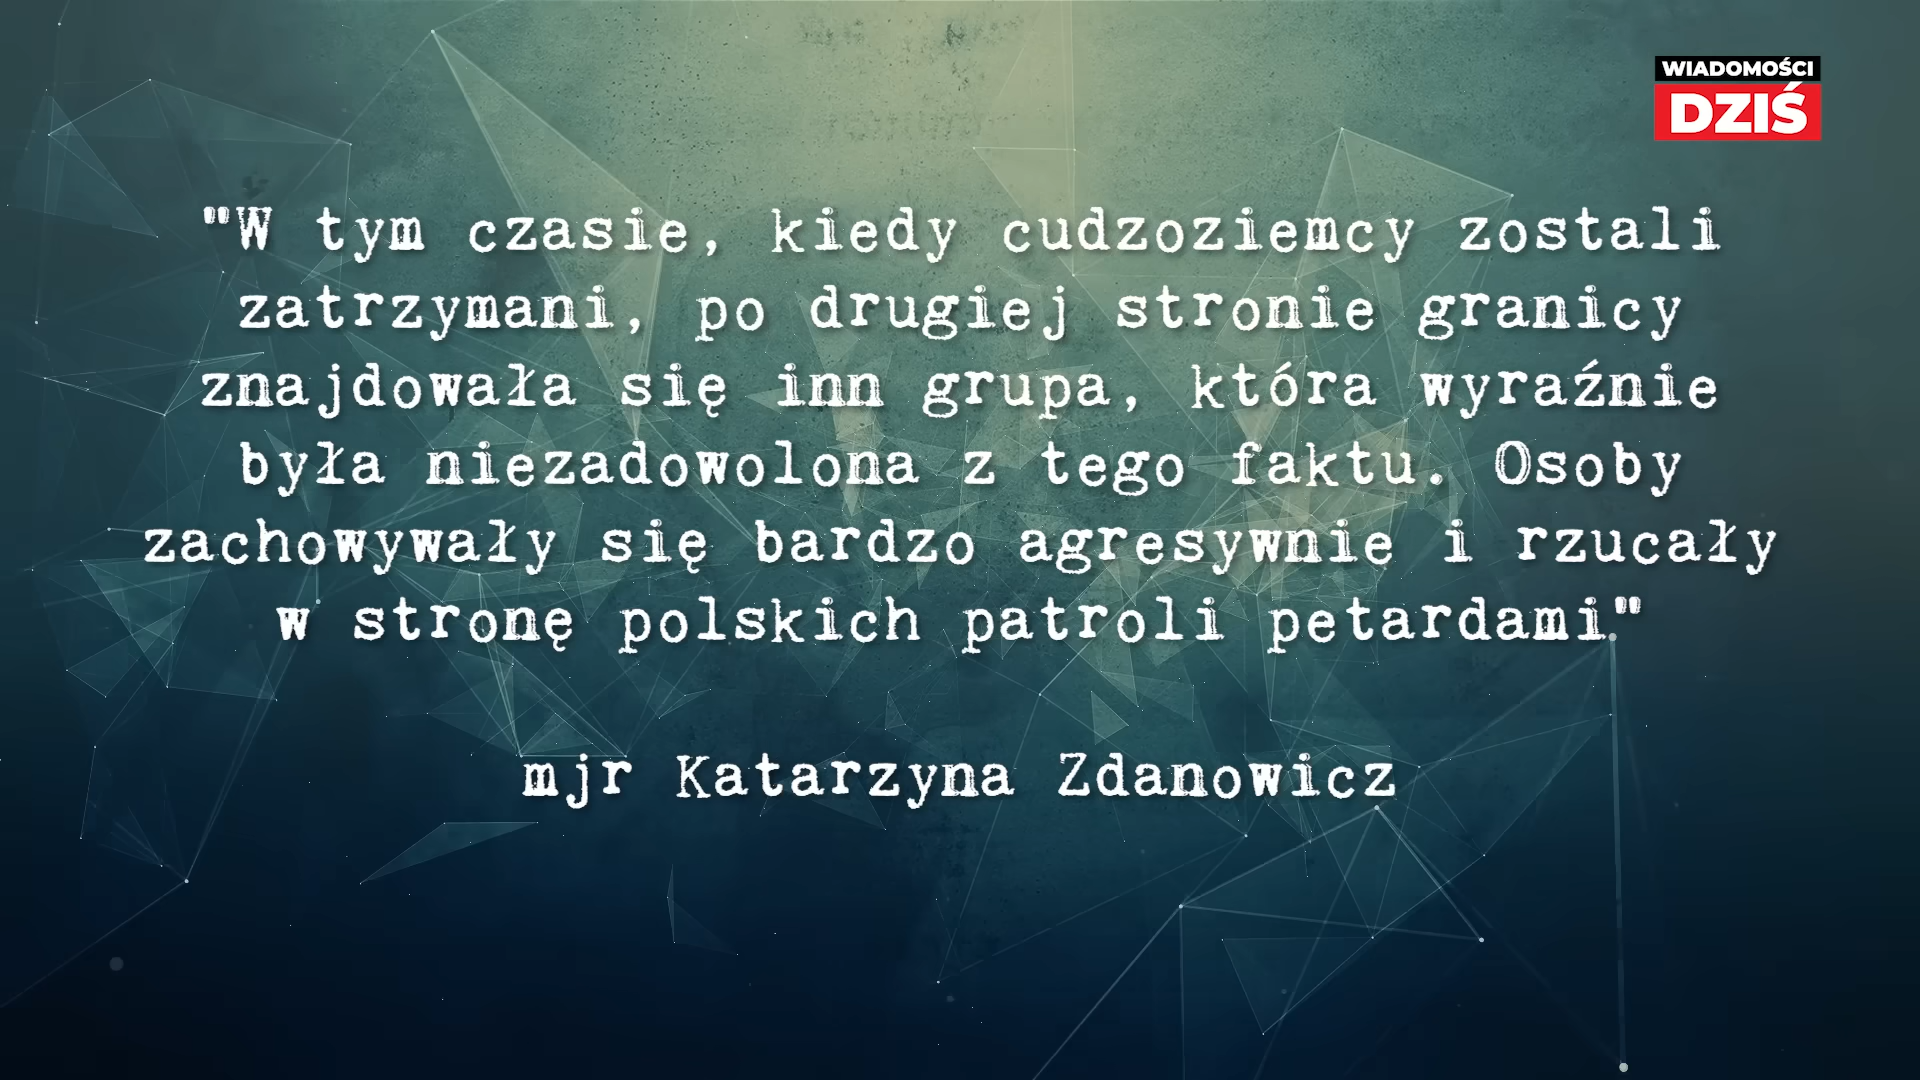 WIADOMOŚCI
DZIŚ
"W tym czasie, kiedy cudzoziemcy zostali
zatrzymani, po drugiej stronie granicy
znajdowała się inn grupa, która wyraźnie
była niezadowolona z tego faktu. Osoby
zachowywały się bardzo agresywnie i rzucały
w stronę polskich patroli petardami"
mjr Katarzyna Zdanowicz